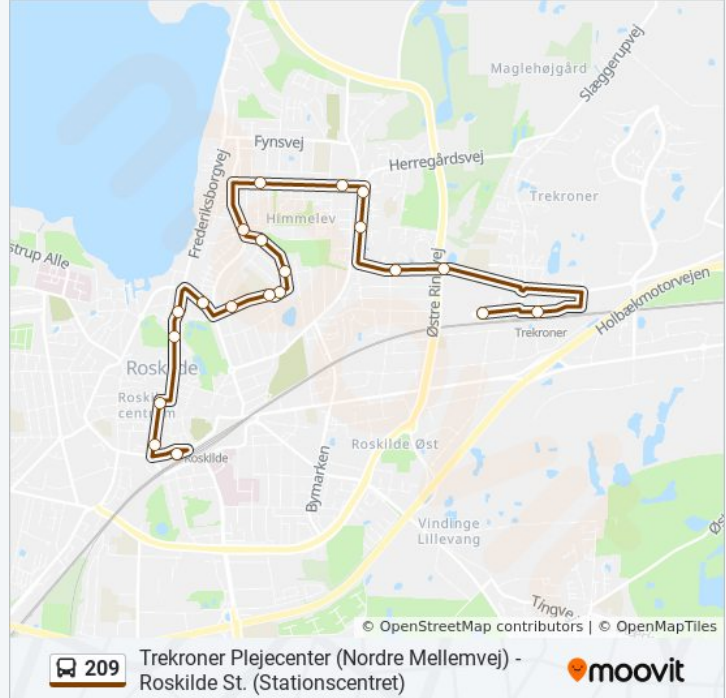 Maglehøjgård
Slæggerupvej
Fynsvej
Herregårdsvej
Frederiksborgvej
Trekroner
Himmelev
strup Alle
Østre Ringvej
Holbækmotorvejen
Trekroner
Roskilde
Roskilde
centrum
Roskilde Øst
Roskilde
Bymarken
Vindinge
Lillevang
Øst
Tingve
© OpenStreetMap contributors | © OpenMapTiles
209
Trekroner Plejecenter (Nordre Mellemvej) -
Roskilde St. (Stationscentret)
moovit